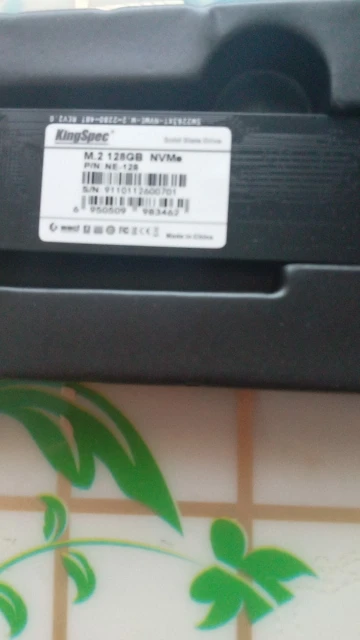 KingSpec
Solid State Drive
M.2 128GB NVMe
P/N: NE-128
S/N: 9110112600701
6 950509 983462
Made in China